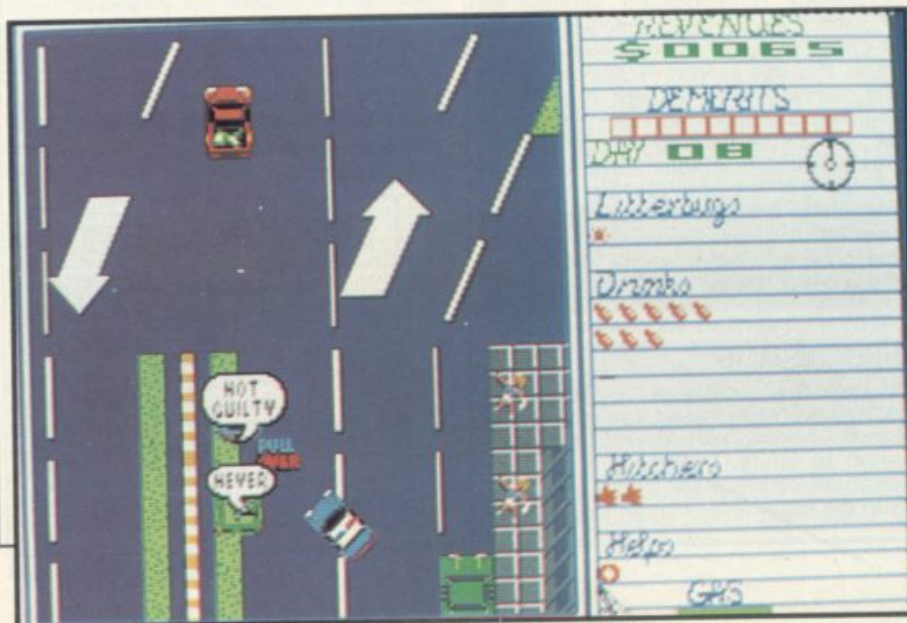 REVENUES
$0065
DEMERITS
DAY 08
Litterbugs
Drunks
Hitchers
Helps
GAS
NOT
GUILTY
PULL
OVER
NEVER